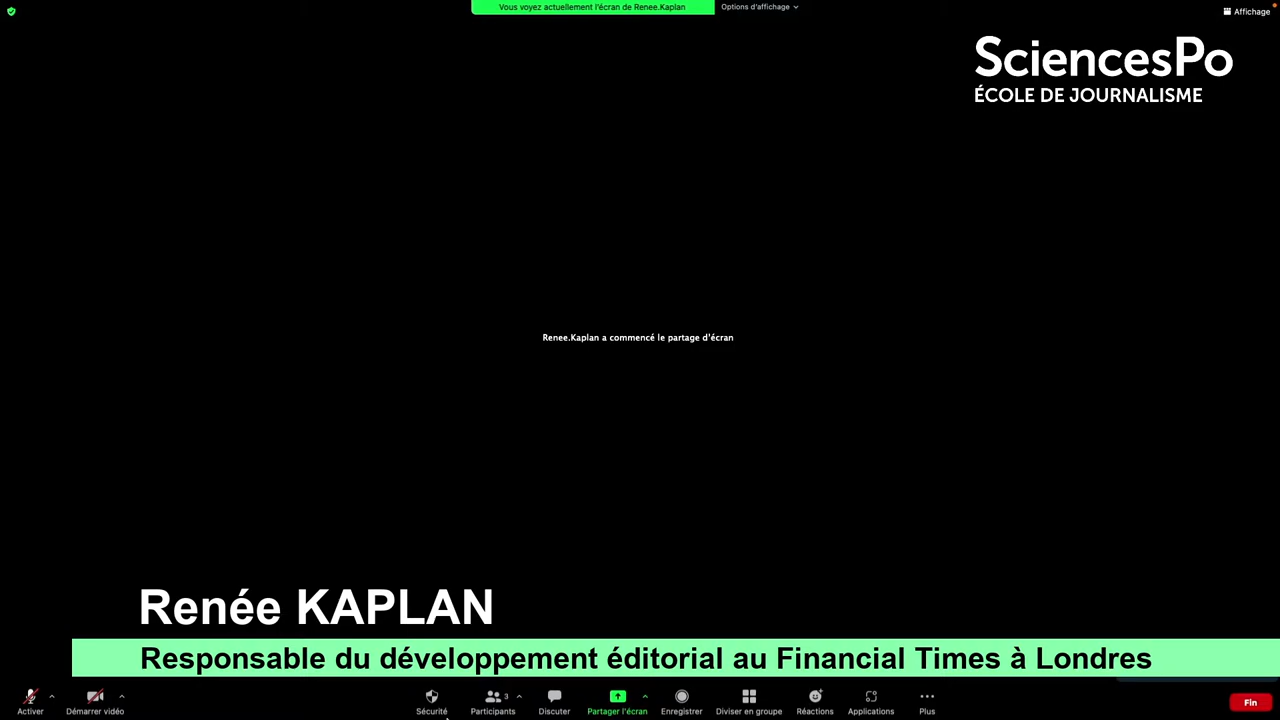 Vous voyez actuellement l'écran de Renee.Kaplan
Options d'affichage
Affichage
SciencesPo
ÉCOLE DE JOURNALISME
Renee.Kaplan a commencé le partage d'écran
Renée KAPLAN
Responsable du développement éditorial au Financial Times à Londres
Activer
Démarrer vidéo
Sécurité
Participants
3
Discuter
Partager l'écran
Enregistrer
Diviser en groupe
Réactions
Applications
Plus
Fin